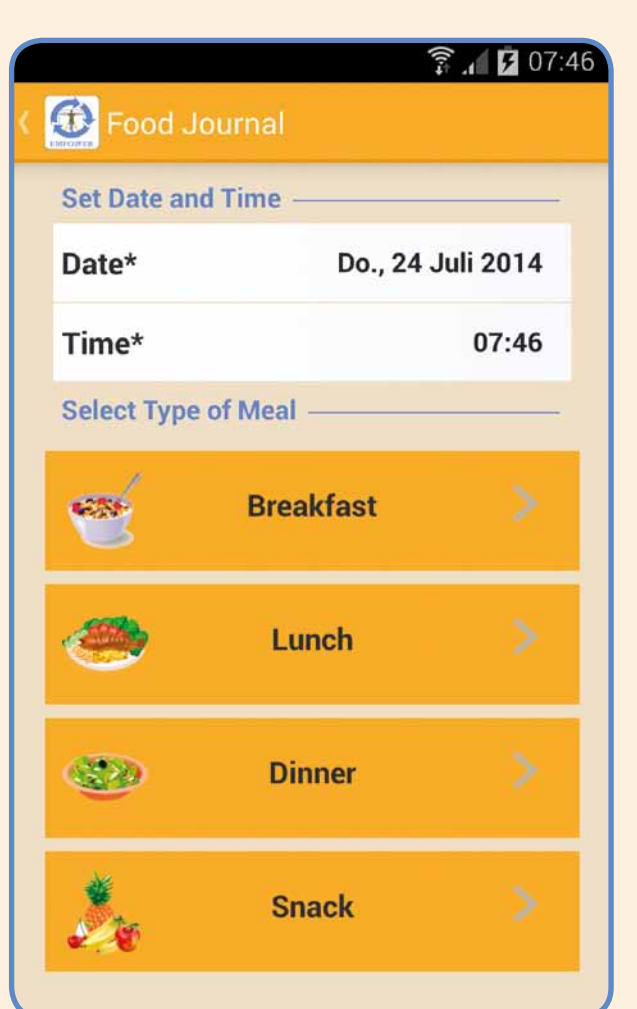 07:46
EMPOWER
Food Journal
Set Date and Time
Date* Do., 24 Juli 2014
Time* 07:46
Select Type of Meal
Breakfast
Lunch
Dinner
Snack